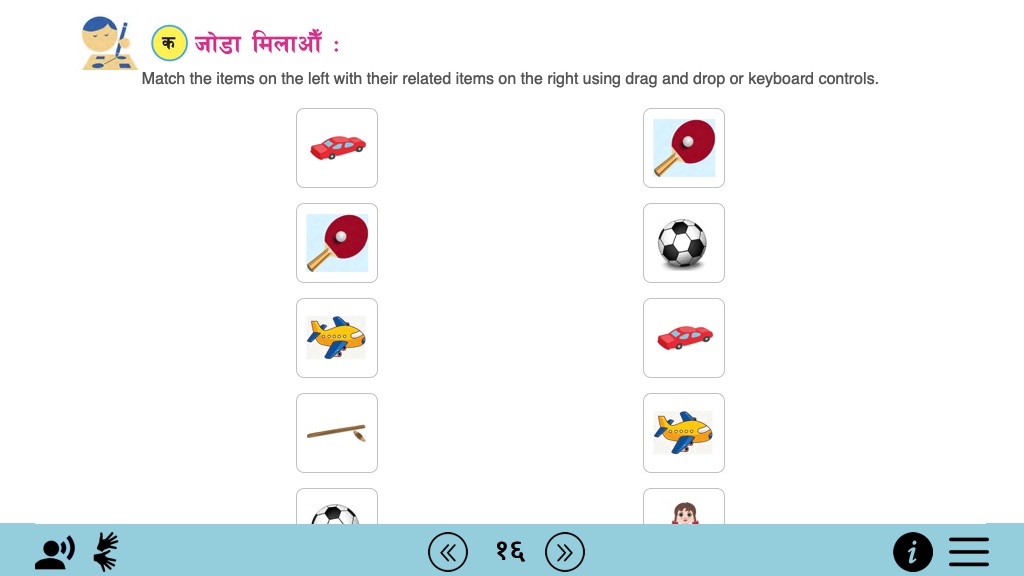 क जोडा मिलाऔँ :
Match the items on the left with their related items on the right using drag and drop or keyboard controls.
१६